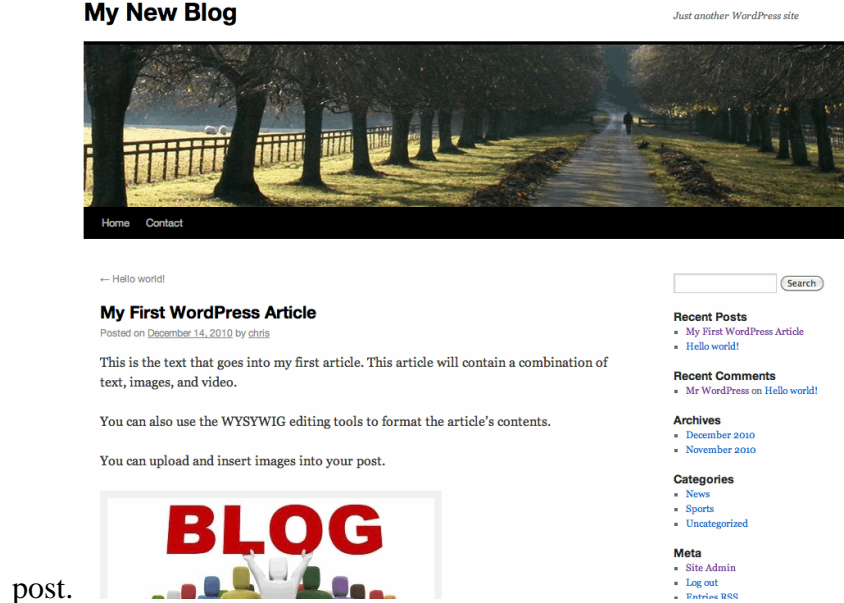 My New Blog
Just another WordPress site
Home Contact
← Hello world!
My First WordPress Article
Posted on December 14, 2010 by chris
This is the text that goes into my first article. This article will contain a combination of
text, images, and video.
You can also use the WYSYWIG editing tools to format the article's contents.
You can upload and insert images into your post.
BLOG
Search
Recent Posts
My First WordPress Article
Hello world!
Recent Comments
Mr WordPress on Hello world!
Archives
December 2010
November 2010
Categories
News
Sports
Uncategorized
Meta
Site Admin
Log out
Entries RSS
post.